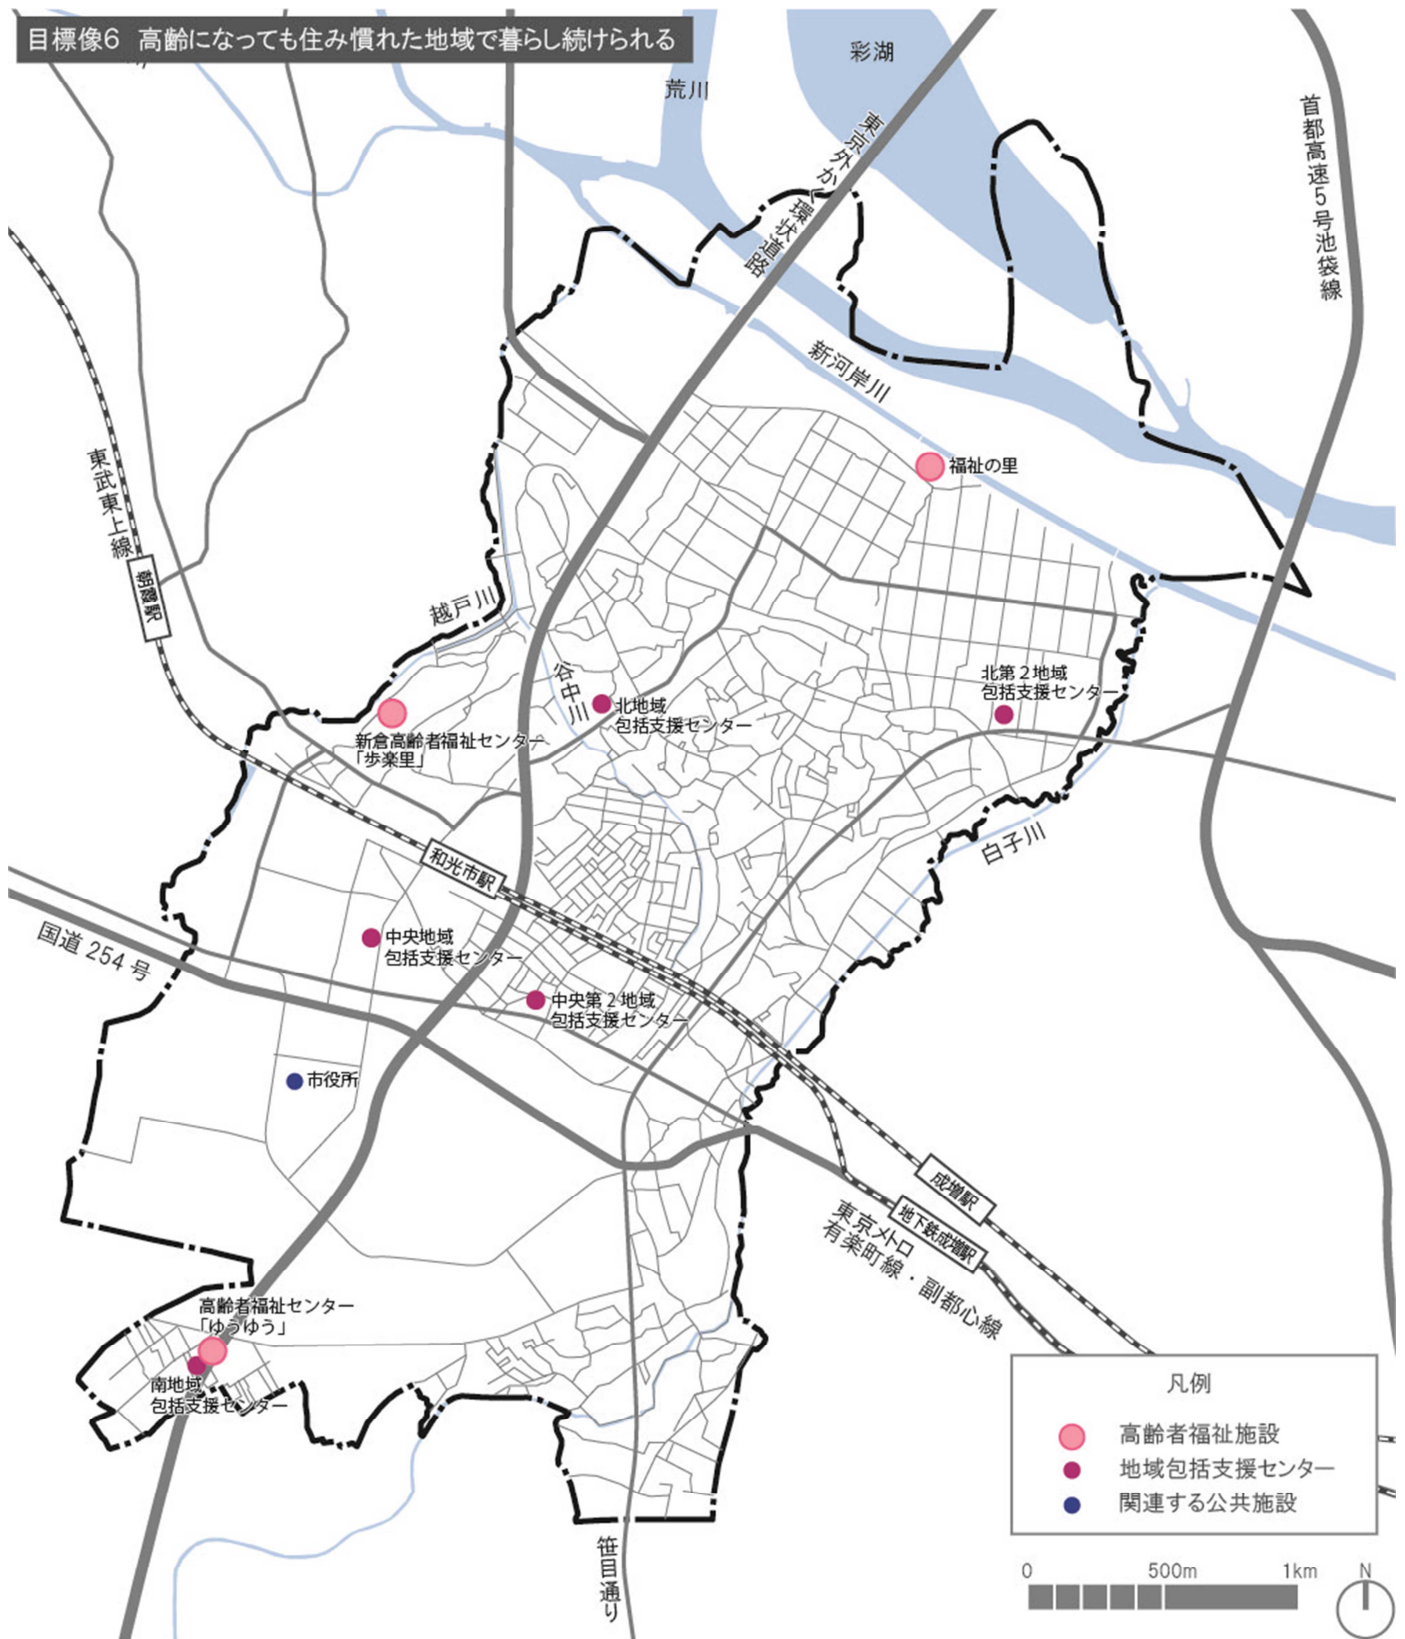 目標像6　高齢になっても住み慣れた地域で暮らし続けられる
彩湖
荒川
東京外かく環状道路
首都高速5号池袋線
新河岸川
福祉の里
東武東上線
朝霞駅
越戸川
谷中川
北地域
包括支援センター
北第2地域
包括支援センター
新倉高齢者福祉センター
「歩楽里」
白子川
和光市駅
国道254号
中央地域
包括支援センター
中央第2地域
包括支援センター
市役所
成増駅
地下鉄成増駅
東京メトロ
有楽町線・副都心線
高齢者福祉センター
「ゆうゆう」
南地域
包括支援センター
笹目通り
凡例
高齢者福祉施設
地域包括支援センター
関連する公共施設
0 500m 1km
N